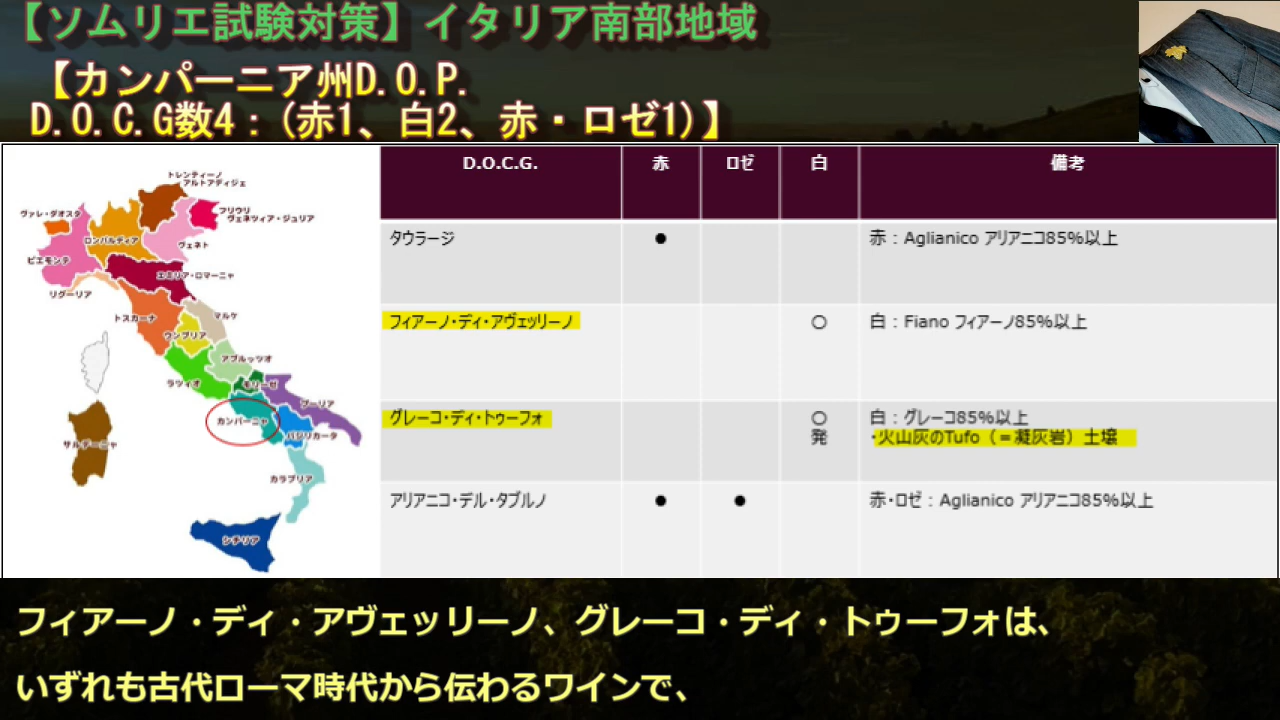 【ソムリエ試験対策】イタリア南部地域
【カンパーニア州D.O.P.
D.O.C.G数4：(赤1、白2、赤・ロゼ1)】
トレンティーノ
アルトアディジェ
フリウリ
ヴェネツィア・ジュリア
ヴァレ・ダオスタ
ロンバルディア
ヴェネト
ピエモンテ
エミリア・ロマーニャ
リグーリア
トスカーナ
マルケ
ウンブリア
アブルッツオ
ラツィオ
モリーゼ
プーリア
カンパーニャ
バジリカータ
サルデーニャ
カラブリア
シチリア
D.O.C.G. 赤 ロゼ 白 備考
タウラージ ● 赤：Aglianico アリアニコ85%以上
フィアーノ・ディ・アヴェッリーノ ○ 白：Fiano フィアーノ85%以上
グレーコ・ディ・トゥーフォ ○ 白：グレーコ85%以上
発 ・火山灰のTufo（＝凝灰岩）土壌
アリアニコ・デル・タブルノ ● ● 赤・ロゼ：Aglianico アリアニコ85%以上
フィアーノ・ディ・アヴェッリーノ、グレーコ・ディ・トゥーフォは、
いずれも古代ローマ時代から伝わるワインで、